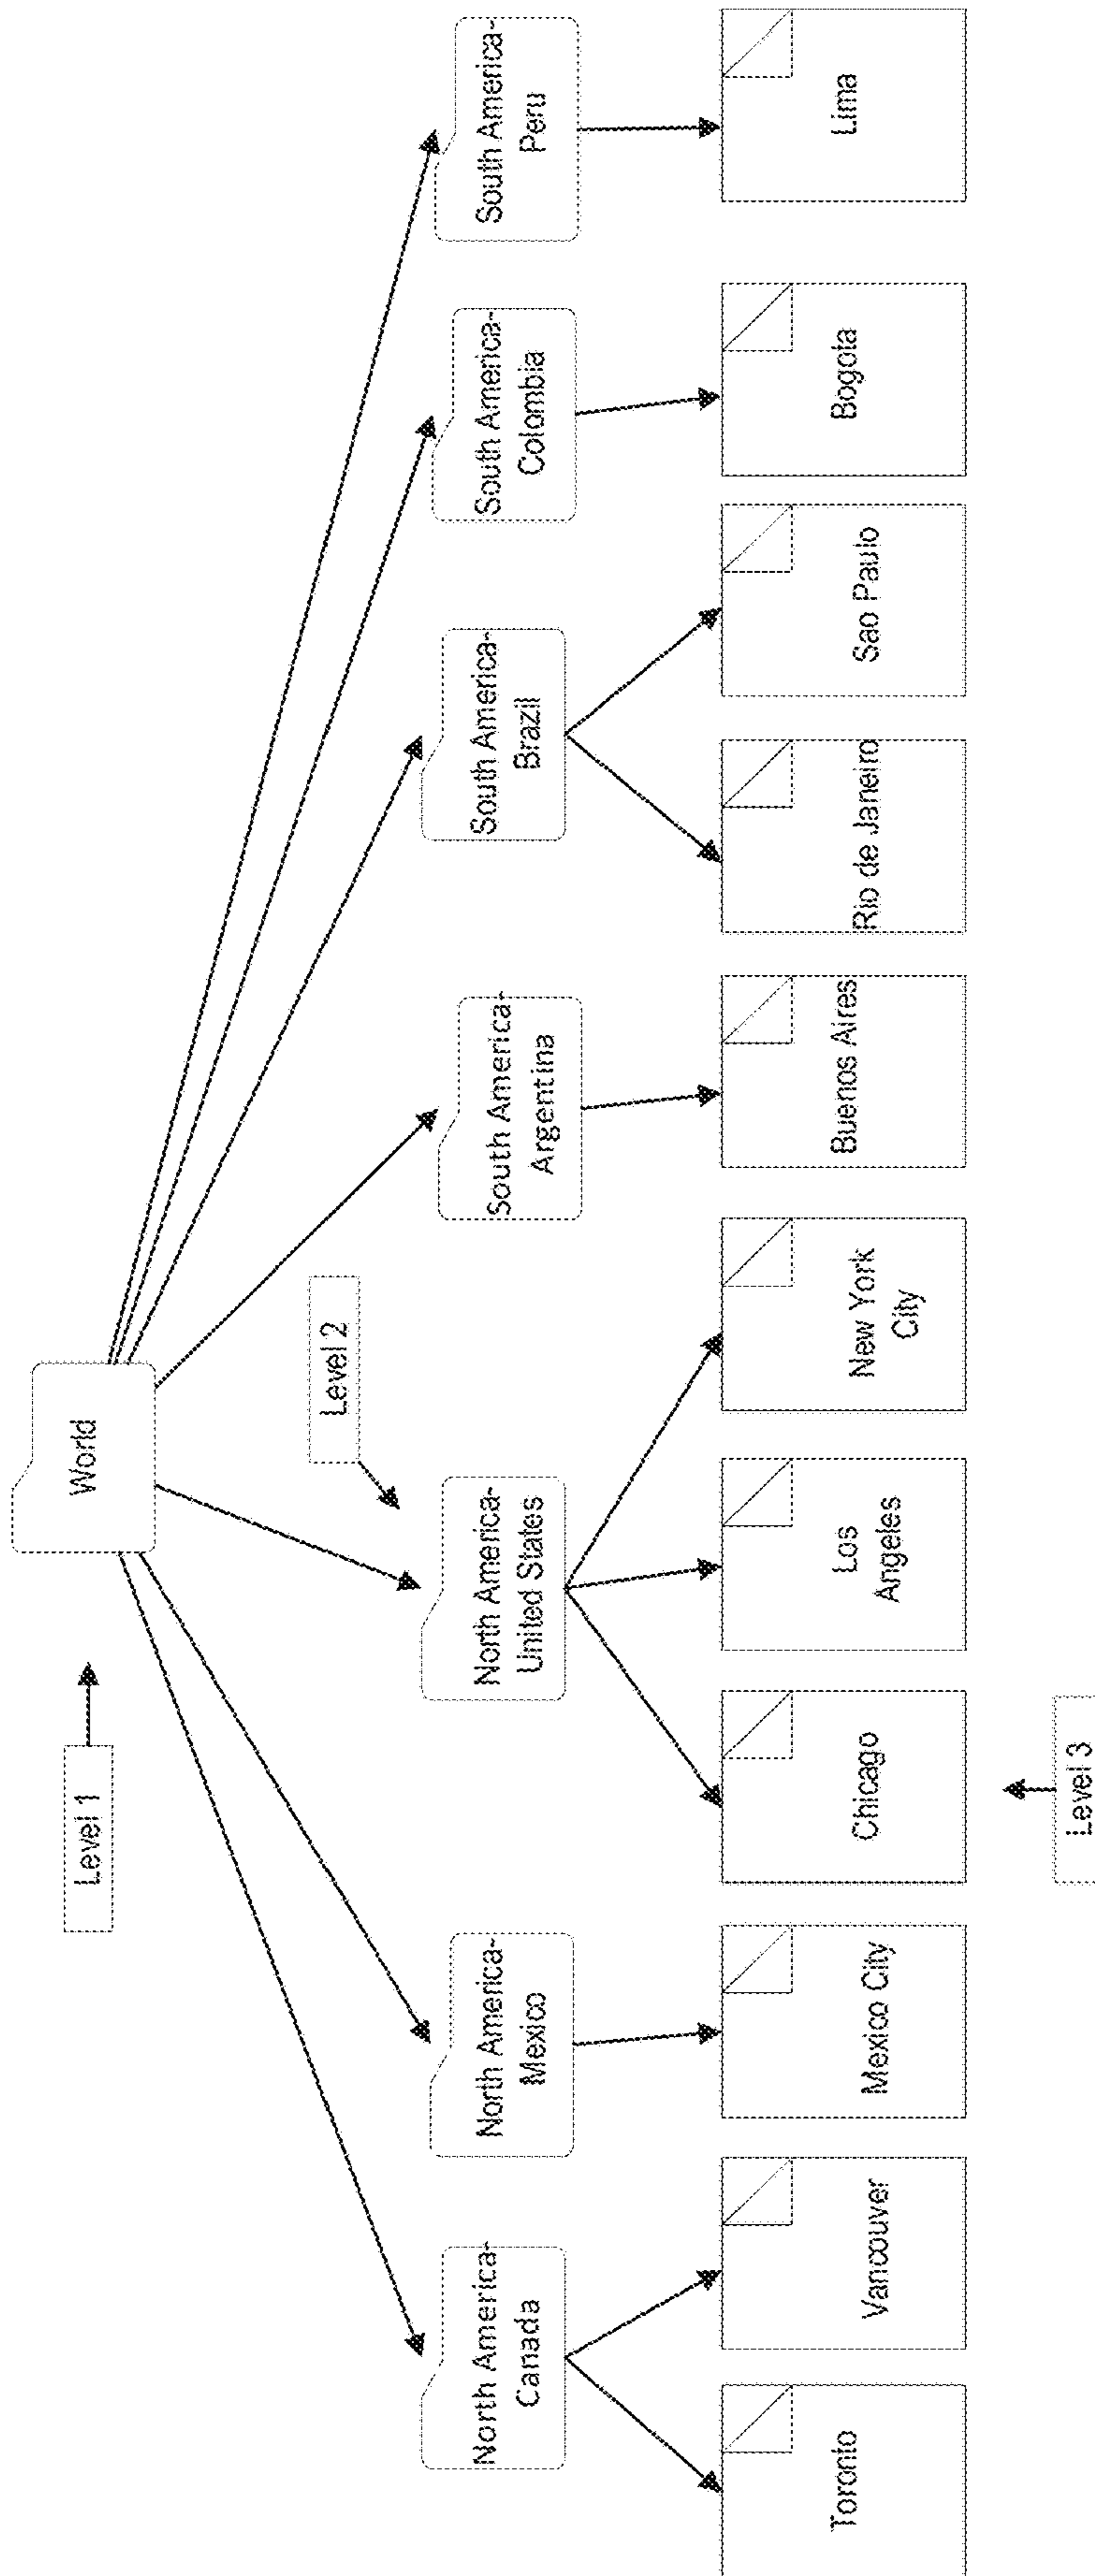 World
Level 1
Level 2
North America-
Canada
North America-
Mexico
North America-
United States
South America-
Argentina
South America-
Brazil
South America-
Colombia
South America-
Peru
Toronto
Vancouver
Mexico City
Chicago
Los
Angeles
New York
City
Buenos Aires
Rio de Janeiro
Sao Paulo
Bogota
Lima
Level 3